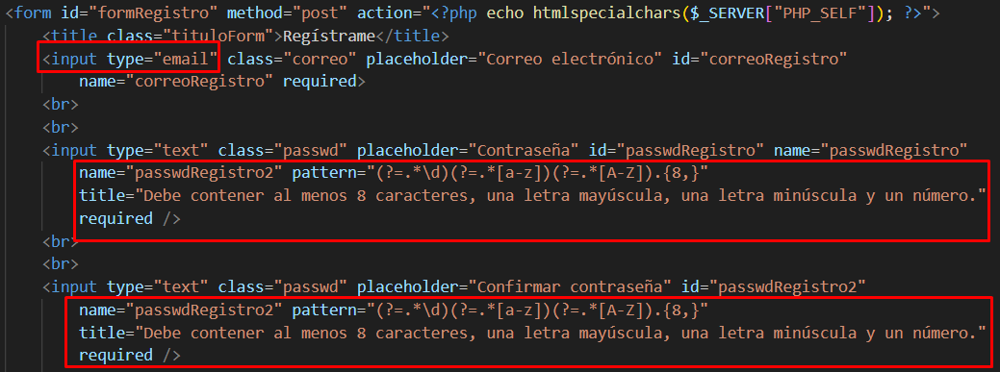 <form id="formRegistro" method="post" action="<?php echo htmlspecialchars($_SERVER["PHP_SELF"]); ?>">
<title class="tituloForm">Regístrame</title>
<input type="email" class="correo" placeholder="Correo electrónico" id="correoRegistro"
name="correoRegistro" required>
<br>
<br>
<input type="text" class="passwd" placeholder="Contraseña" id="passwdRegistro" name="passwdRegistro"
name="passwdRegistro2" pattern="(?=.*\d)(?=.*[a-z])(?=.*[A-Z]).{8,}"
title="Debe contener al menos 8 caracteres, una letra mayúscula, una letra minúscula y un número."
required />
<br>
<br>
<input type="text" class="passwd" placeholder="Confirmar contraseña" id="passwdRegistro2"
name="passwdRegistro2" pattern="(?=.*\d)(?=.*[a-z])(?=.*[A-Z]).{8,}"
title="Debe contener al menos 8 caracteres, una letra mayúscula, una letra minúscula y un número."
required />